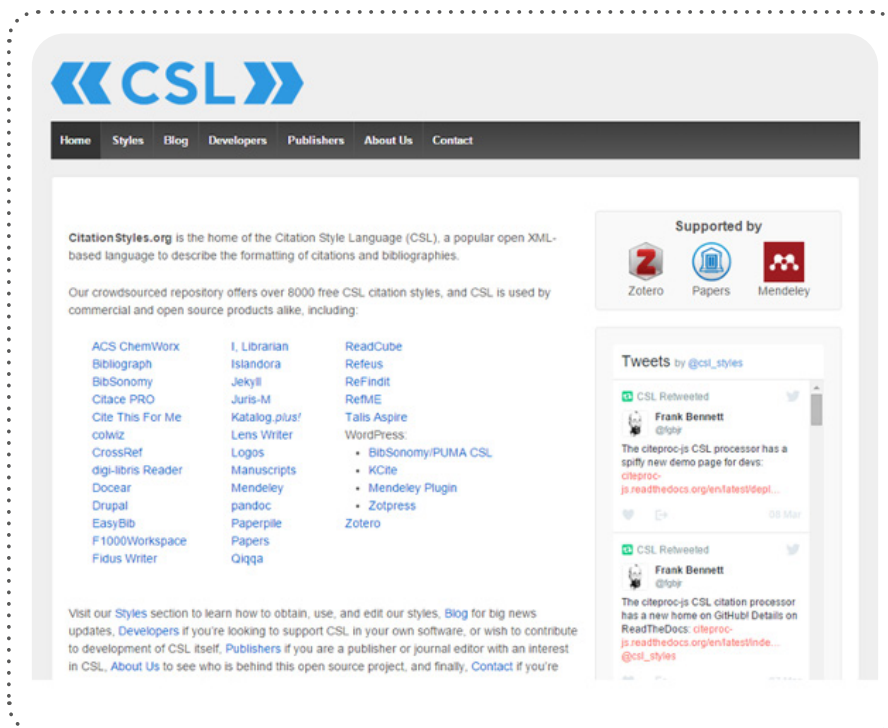 CSL
Home Styles Blog Developers Publishers About Us Contact
CitationStyles.org is the home of the Citation Style Language (CSL), a popular open XML-
based language to describe the formatting of citations and bibliographies.
Our crowdsourced repository offers over 8000 free CSL citation styles, and CSL is used by
commercial and open source products alike, including:
ACS ChemWorx
Bibliograph
BibSonomy
Citace PRO
Cite This For Me
colwiz
CrossRef
digi-libris Reader
Docear
Drupal
EasyBib
F1000Workspace
Fidus Writer
I, Librarian
Islandora
Jekyll
Juris-M
Katalog.plus!
Lens Writer
Logos
Manuscripts
Mendeley
pandoc
Paperpile
Papers
Qiqqa
ReadCube
Refeus
ReFindit
RefME
Talis Aspire
WordPress:
• BibSonomy/PUMA CSL
• KCite
• Mendeley Plugin
• Zotpress
Zotero
Visit our Styles section to learn how to obtain, use, and edit our styles, Blog for big news
updates, Developers if you're looking to support CSL in your own software, or wish to contribute
to development of CSL itself, Publishers if you are a publisher or journal editor with an interest
in CSL, About Us to see who is behind this open source project, and finally, Contact if you're
Supported by
Zotero Papers Mendeley
Tweets by @csl_styles
CSL Retweeted
Frank Bennett
@fgbjr
The citeproc-js CSL processor has a
spiffy new demo page for devs:
citeproc-
js.readthedocs.org/en/latest/depl...
08 Mar
CSL Retweeted
Frank Bennett
@fgbjr
The citeproc-js CSL citation processor
has a new home on GitHub! Details on
ReadTheDocs: citeproc-
js.readthedocs.org/en/latest/inde...
@csl_styles